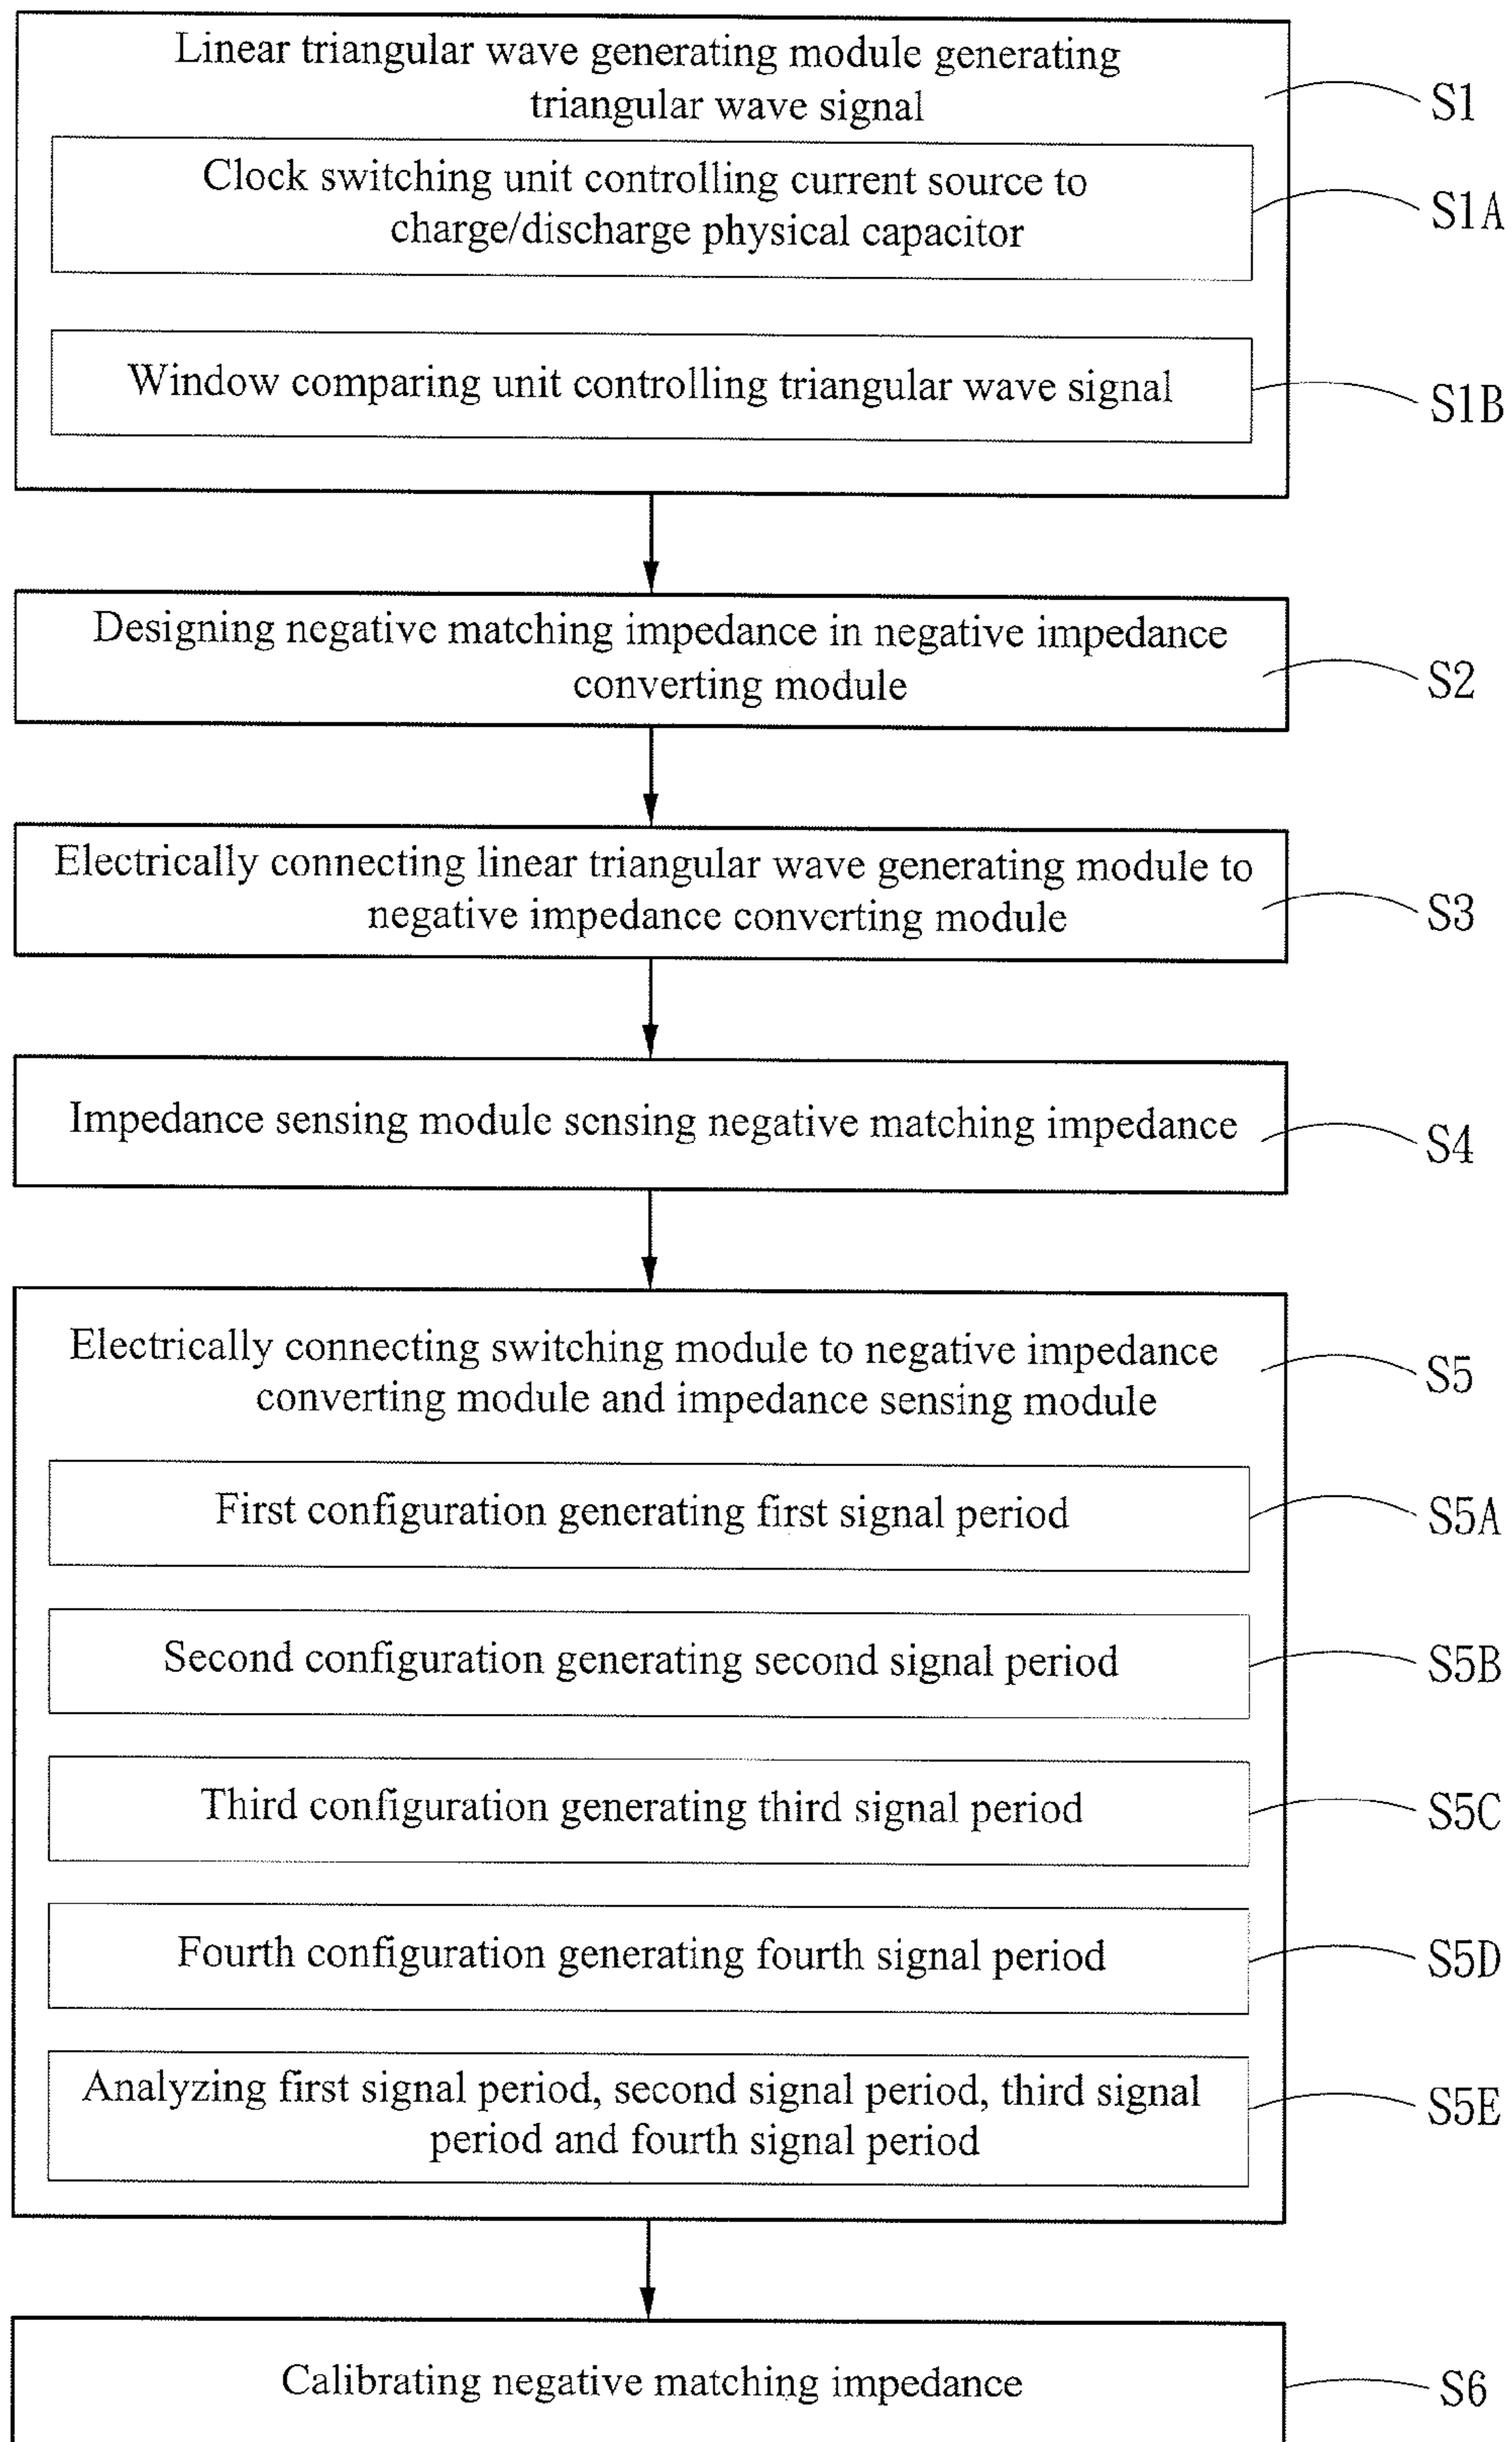 Linear triangular wave generating module generating
triangular wave signal
S1
Clock switching unit controlling current source to
charge/discharge physical capacitor
S1A
Window comparing unit controlling triangular wave signal
S1B
Designing negative matching impedance in negative impedance
converting module
S2
Electrically connecting linear triangular wave generating module to
negative impedance converting module
S3
Impedance sensing module sensing negative matching impedance
S4
Electrically connecting switching module to negative impedance
converting module and impedance sensing module
S5
First configuration generating first signal period
S5A
Second configuration generating second signal period
S5B
Third configuration generating third signal period
S5C
Fourth configuration generating fourth signal period
S5D
Analyzing first signal period, second signal period, third signal
period and fourth signal period
S5E
Calibrating negative matching impedance
S6